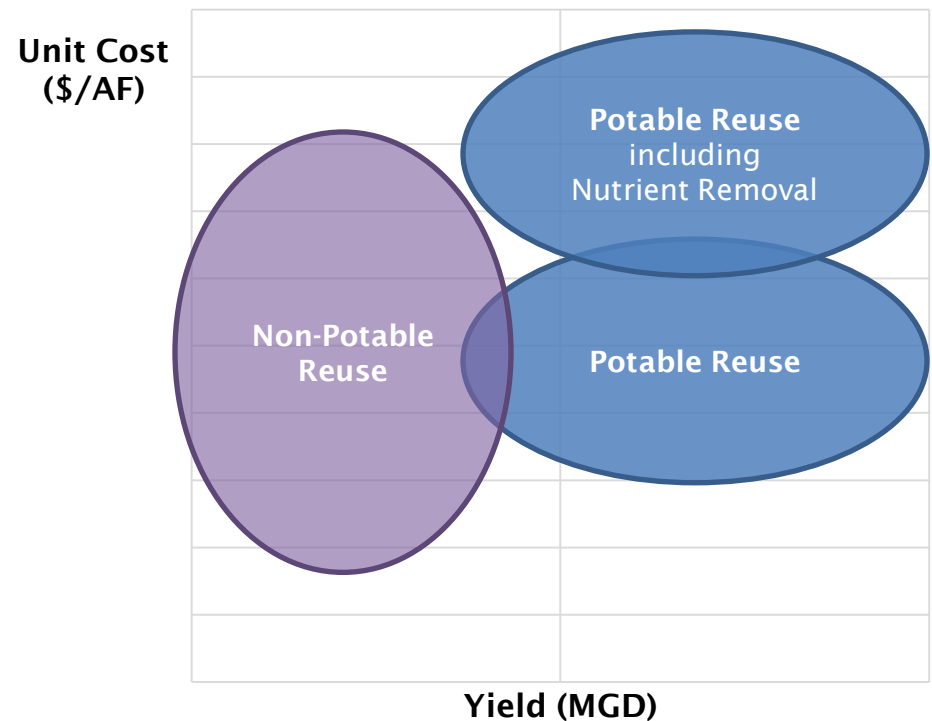 Unit Cost
($/AF)
Potable Reuse
including
Nutrient Removal
Non-Potable
Reuse
Potable Reuse
Yield (MGD)